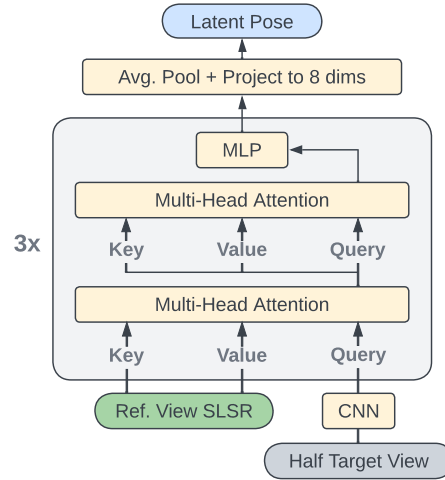 Latent Pose
Avg. Pool + Project to 8 dims
MLP
Multi-Head Attention
3x
Key Value Query
Multi-Head Attention
Key Value Query
Ref. View SLSR CNN
Half Target View